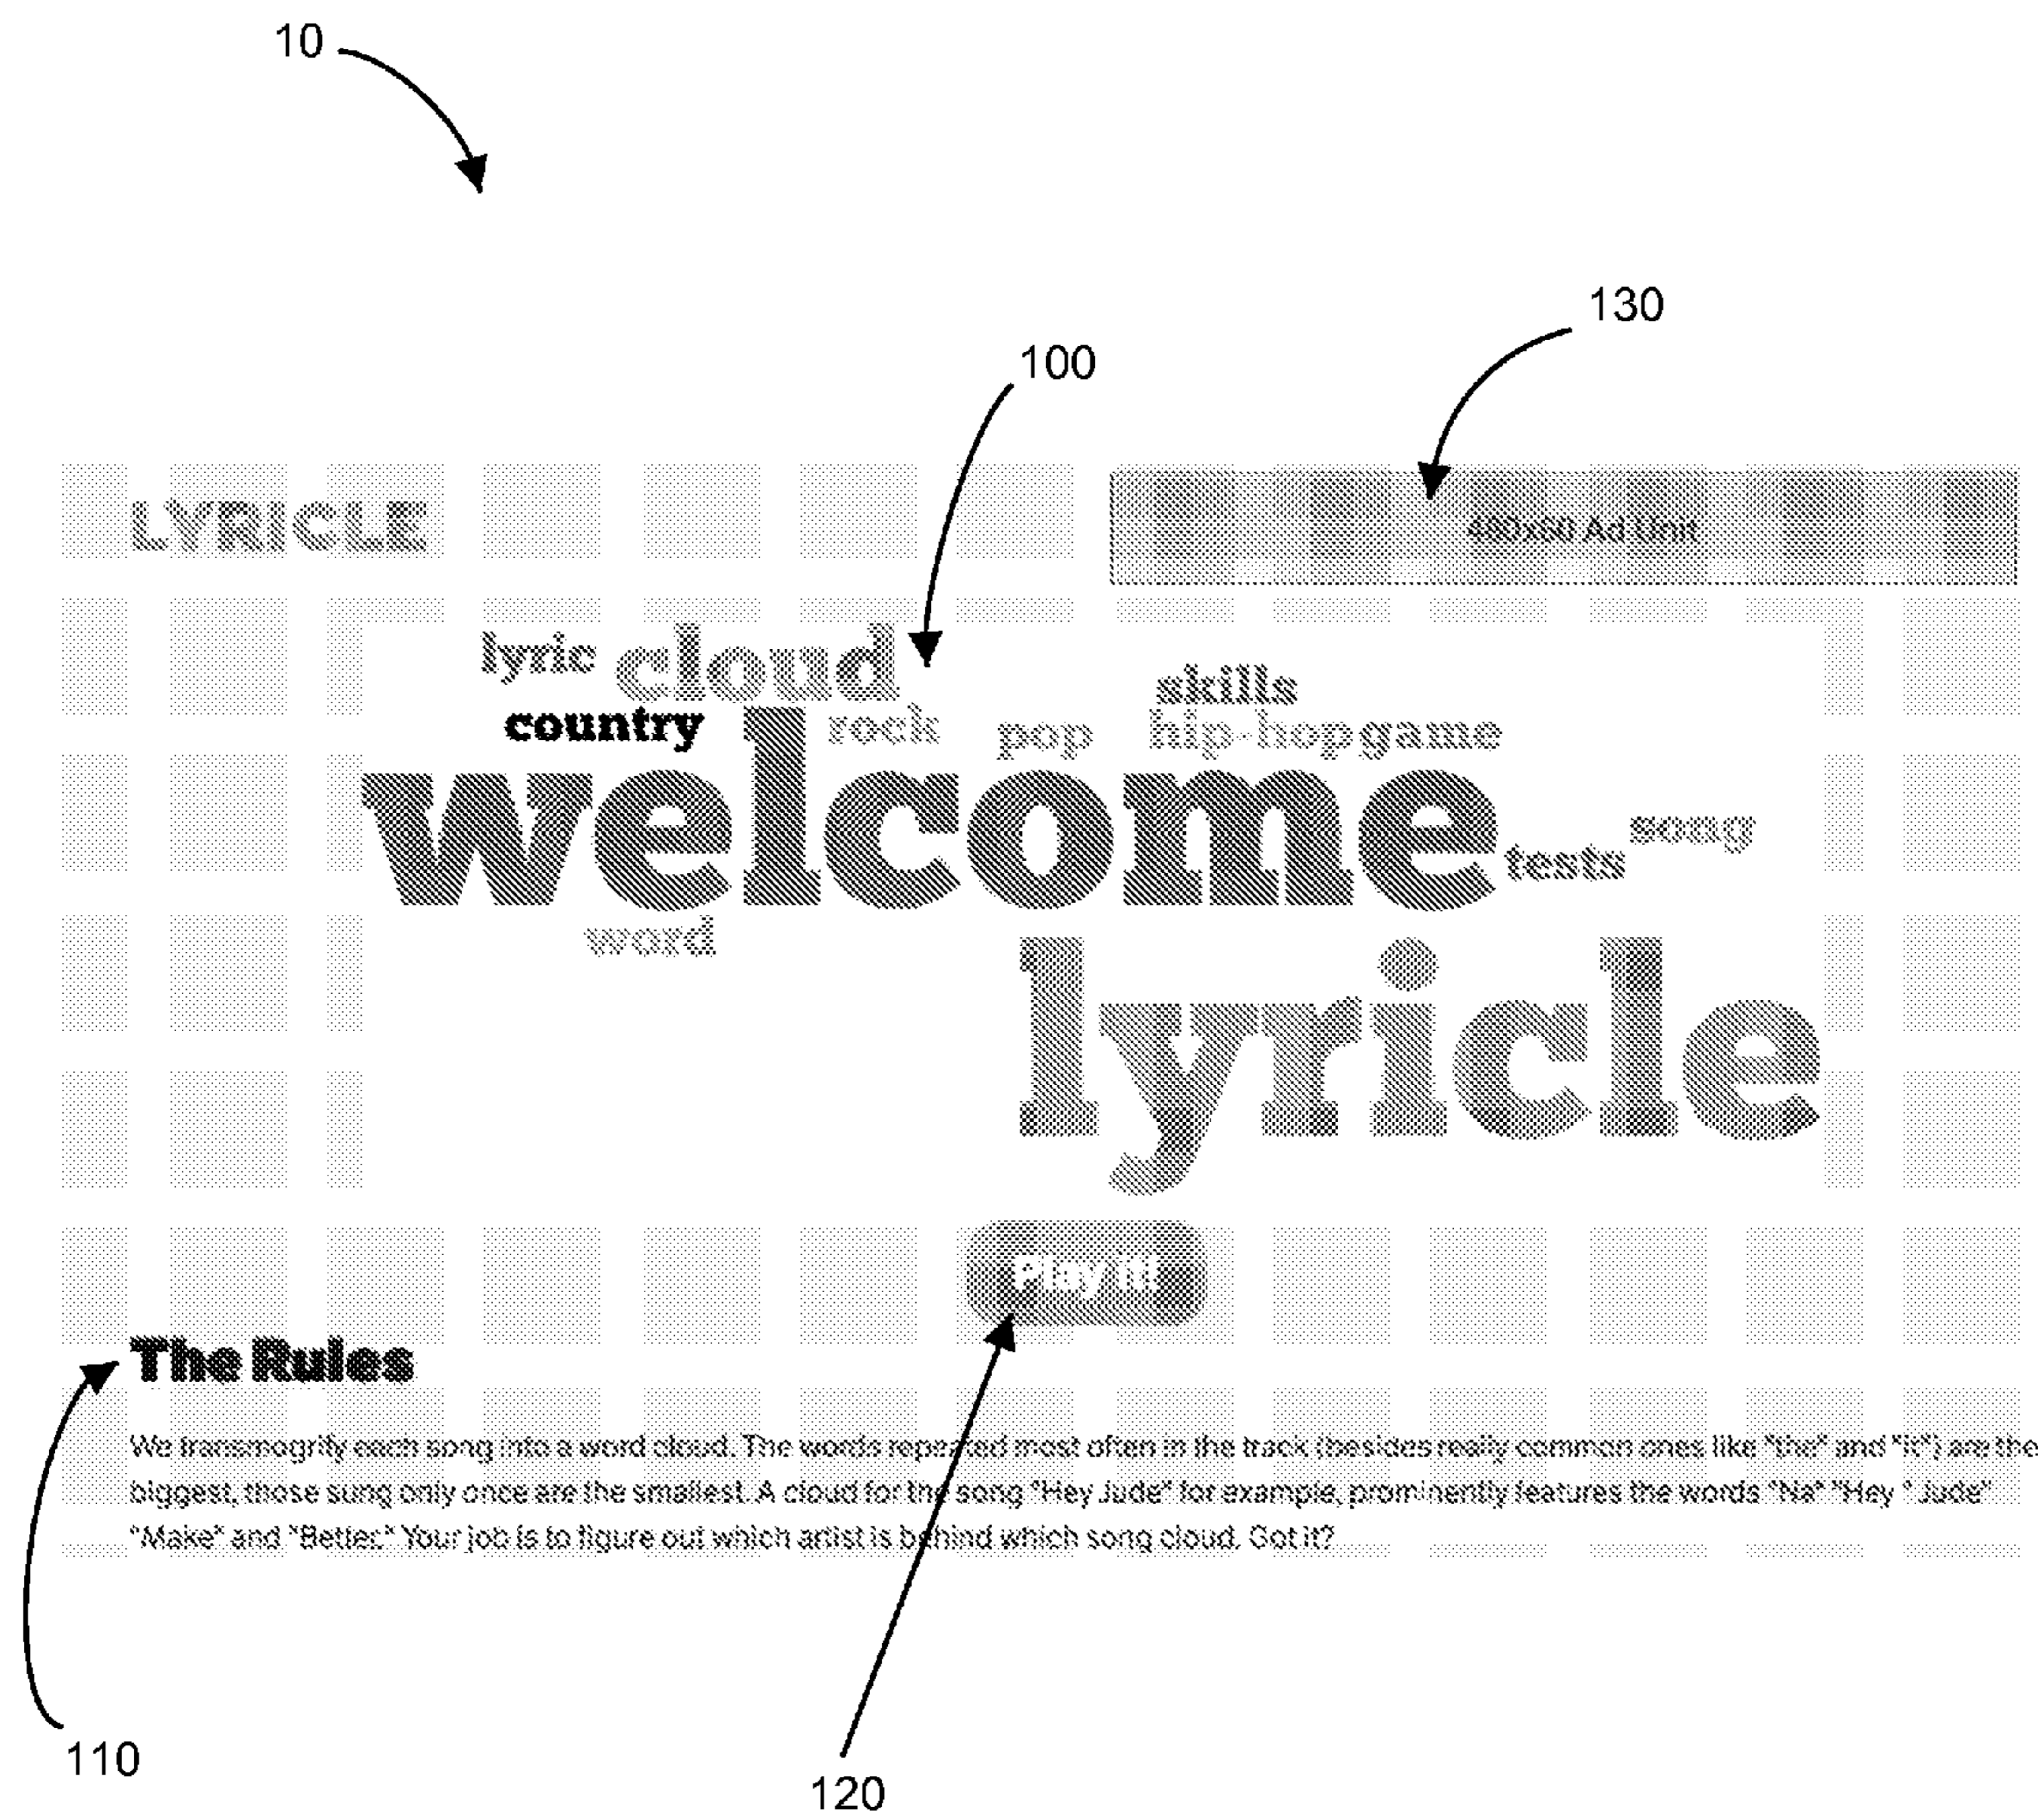 10
130
100
LYRICLE
480x60 Ad Unit
lyric cloud
skills
country rock pop hip-hop game
welcome
tests song
word
lyricle
Play it!
The Rules
We transmogrify each song into a word cloud. The words repeated most often in the track (besides really common ones like "the" and "it") are the
biggest, those sung only once are the smallest. A cloud for the song "Hey Jude" for example, prominently features the words "Na" "Hey " Jude"
"Make" and "Better." Your job is to figure out which artist is behind which song cloud. Got it?
110
120